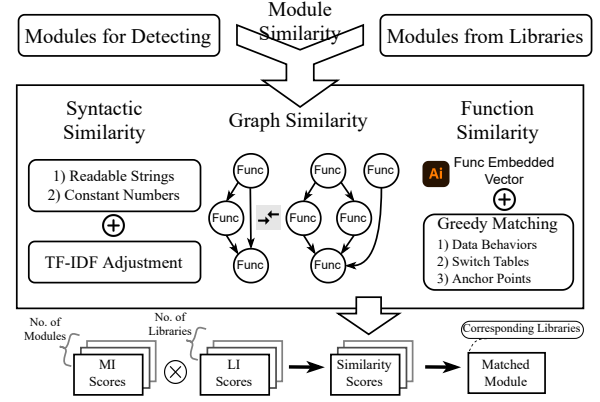 Modules for Detecting
Module
Similarity
Modules from Libraries
Syntactic
Similarity
1) Readable Strings
2) Constant Numbers
TF-IDF Adjustment
Graph Similarity
Func
Func
Func
Func
Func
Func
Func
Func
Function
Similarity
Ai
Func Embedded
Vector
Greedy Matching
1) Data Behaviors
2) Switch Tables
3) Anchor Points
No. of
Modules
MI
Scores
No. of
Libraries
LI
Scores
Similarity
Scores
Corresponding Libraries
Matched
Module